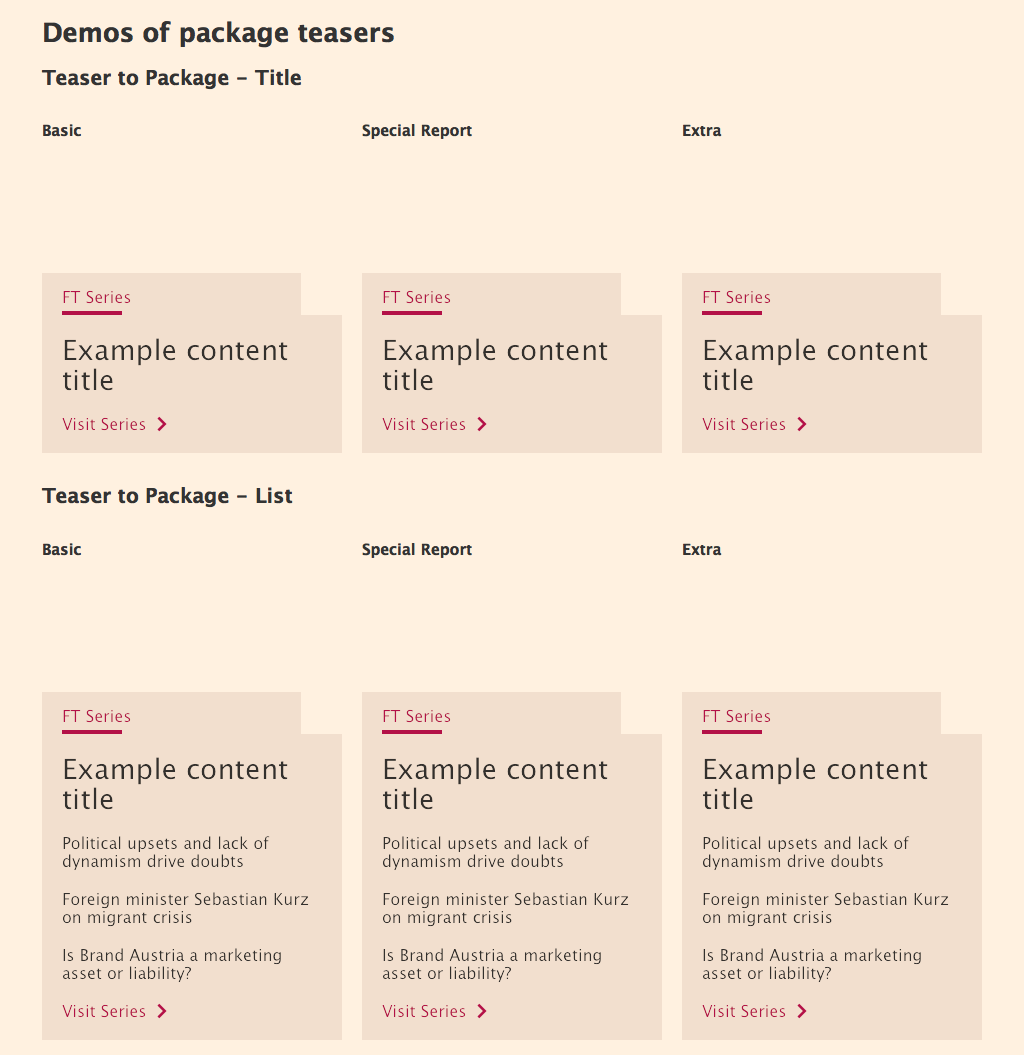 Demos of package teasers
Teaser to Package – Title
Basic
Special Report
Extra
FT Series
Example content
title
Visit Series
FT Series
Example content
title
Visit Series
FT Series
Example content
title
Visit Series
Teaser to Package – List
Basic
Special Report
Extra
FT Series
Example content
title
Political upsets and lack of
dynamism drive doubts
Foreign minister Sebastian Kurz
on migrant crisis
Is Brand Austria a marketing
asset or liability?
Visit Series
FT Series
Example content
title
Political upsets and lack of
dynamism drive doubts
Foreign minister Sebastian Kurz
on migrant crisis
Is Brand Austria a marketing
asset or liability?
Visit Series
FT Series
Example content
title
Political upsets and lack of
dynamism drive doubts
Foreign minister Sebastian Kurz
on migrant crisis
Is Brand Austria a marketing
asset or liability?
Visit Series